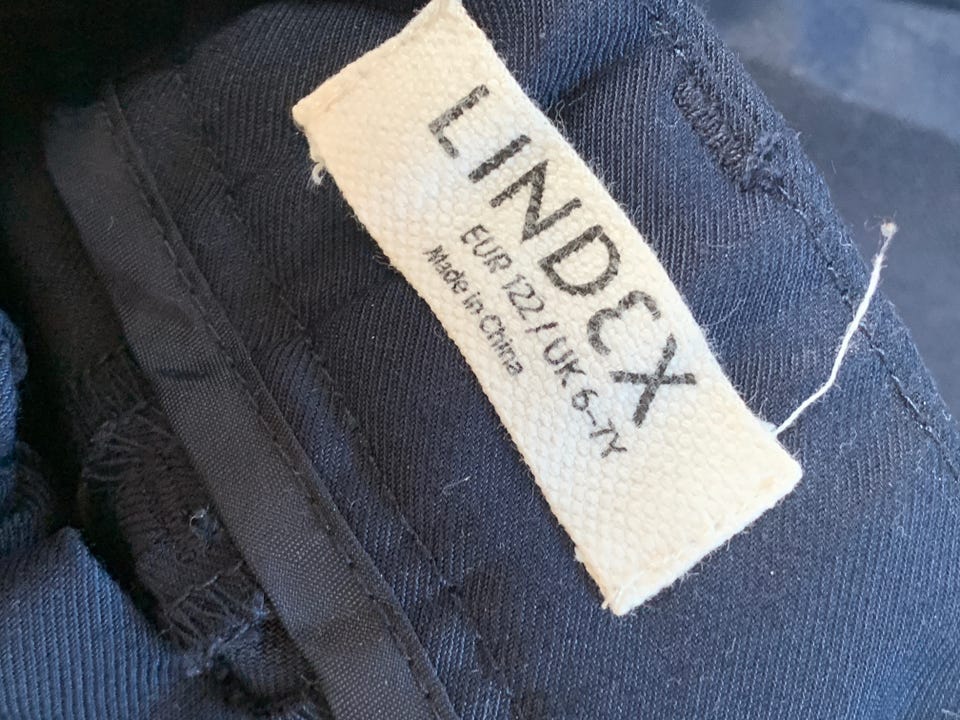 LINDEX
EUR 122 / UK 6-7Y
Made in China